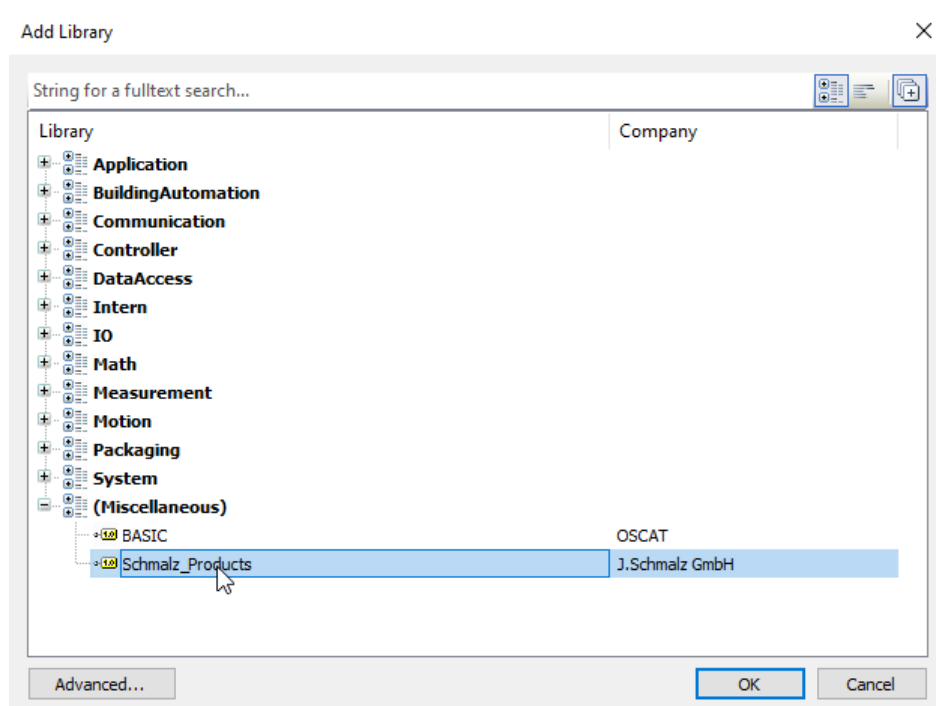 Add Library
String for a fulltext search...
Library Company
Application
BuildingAutomation
Communication
Controller
DataAccess
Intern
IO
Math
Measurement
Motion
Packaging
System
(Miscellaneous)
BASIC OSCAT
Schmalz_Products J.Schmalz GmbH
Advanced... OK Cancel